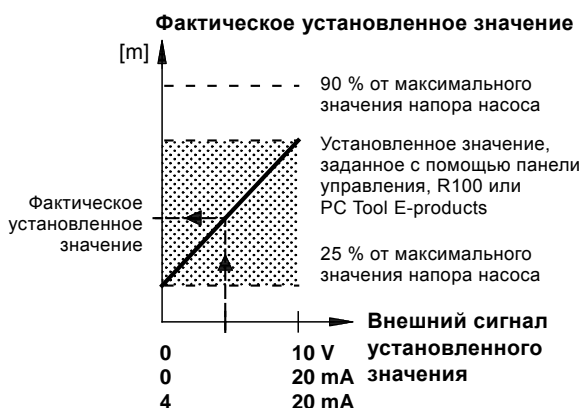 Фактическое установленное значение
[m]
90 % от максимального
значения напора насоса
Установленное значение,
заданное с помощью панели
управления, R100 или
PC Tool E-products
Фактическое
установленное
значение
25 % от максимального
значения напора насоса
Внешний сигнал
установленного
значения
0 10 V
0 20 mA
4 20 mA